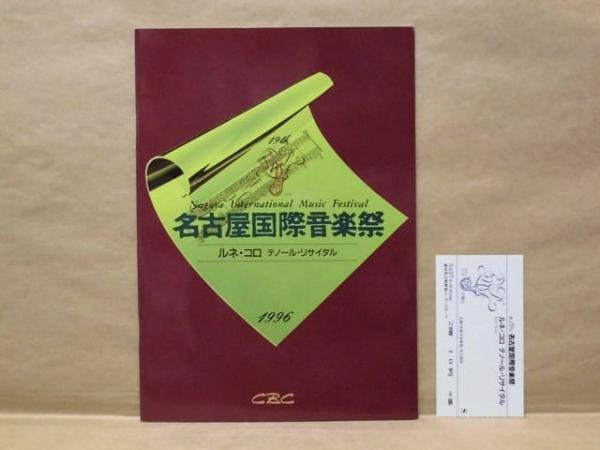 19th
Nagoya International Music Festival
名古屋国際音楽祭
ルネ・コロ テノール・リサイタル
1996
CBC
名古屋国際音楽祭
ルネ・コロ テノール・リサイタル